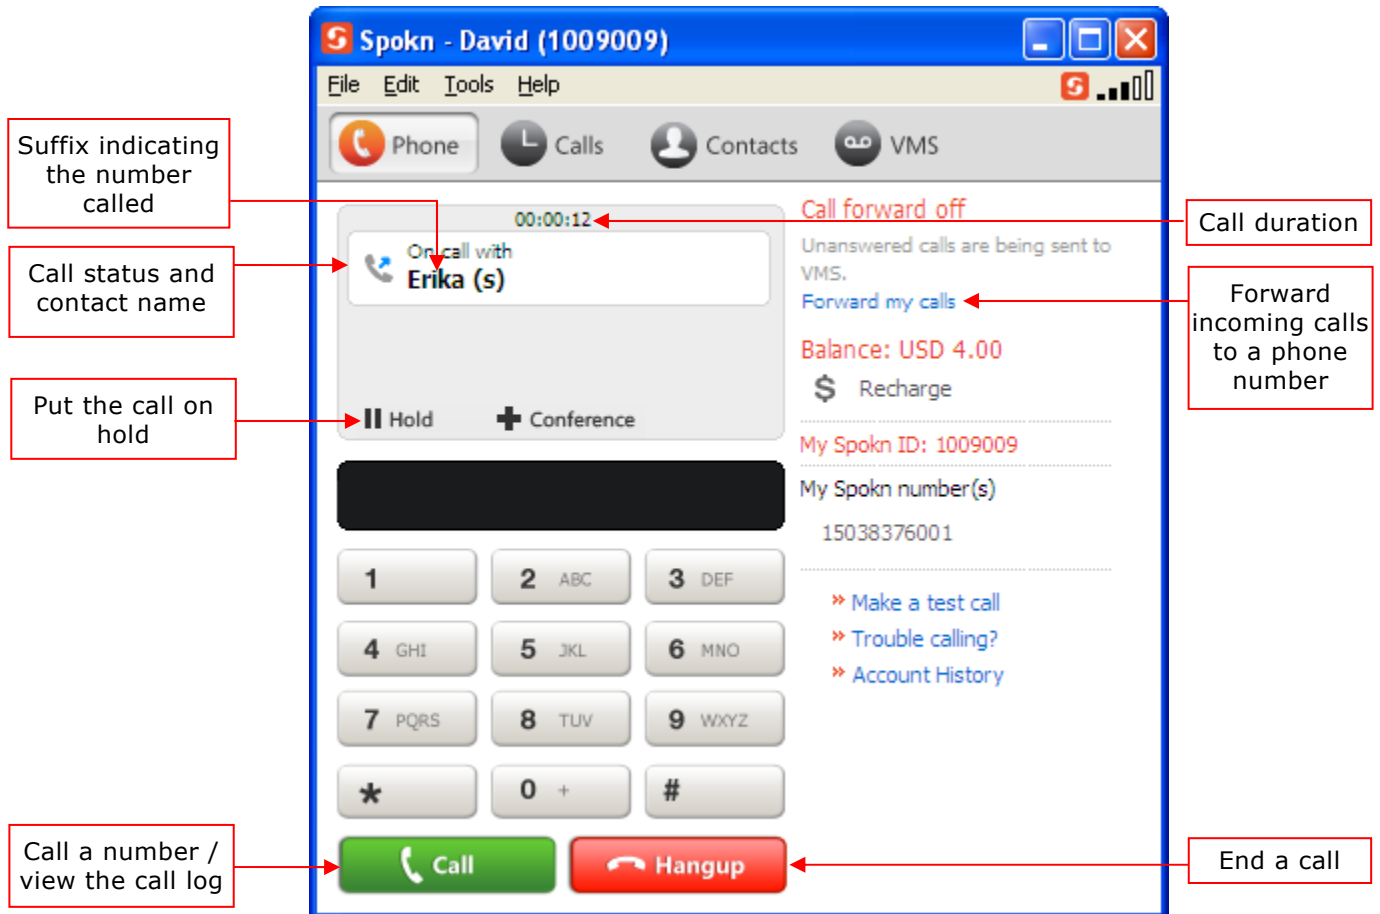 Spokn - David (1009009)
File Edit Tools Help
Phone Calls Contacts VMS
Suffix indicating
the number
called
Call status and
contact name
Put the call on
hold
Call a number /
view the call log
00:00:12
On call with
Erika (s)
Hold Conference
1
2 ABC
3 DEF
4 GHI
5 JKL
6 MNO
7 PQRS
8 TUV
9 WXYZ
*
0 +
#
Call
Hangup
Call forward off
Unanswered calls are being sent to
VMS.
Forward my calls
Balance: USD 4.00
$ Recharge
My Spokn ID: 1009009
My Spokn number(s)
15038376001
» Make a test call
» Trouble calling?
» Account History
Call duration
Forward
incoming calls
to a phone
number
End a call